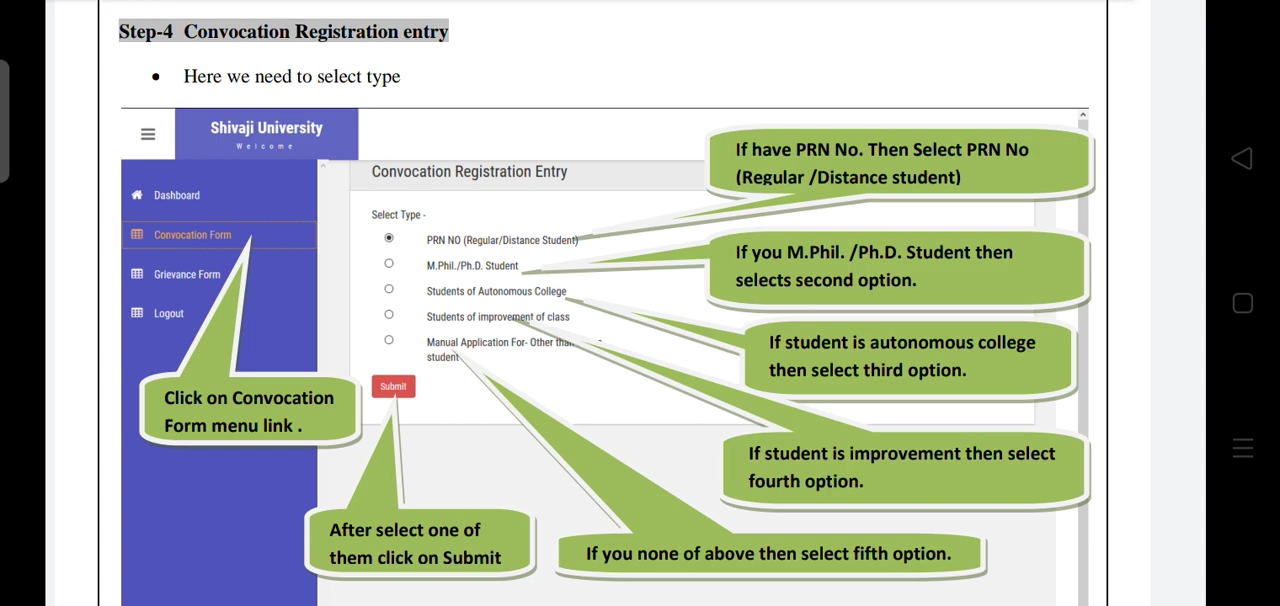 Step-4 Convocation Registration entry
• Here we need to select type
Shivaji University
Welcome
Dashboard
Convocation Form
Grievance Form
Logout
Convocation Registration Entry
Select Type -
PRN NO (Regular/Distance Student)
M.Phil./Ph.D. Student
Students of Autonomous College
Students of improvement of class
Manual Application For- Other
student
Submit
If have PRN No. Then Select PRN No
(Regular /Distance student)
If you M.Phil. /Ph.D. Student then
selects second option.
If student is autonomous college
then select third option.
If student is improvement then select
fourth option.
If you none of above then select fifth option.
Click on Convocation
Form menu link .
After select one of
them click on Submit